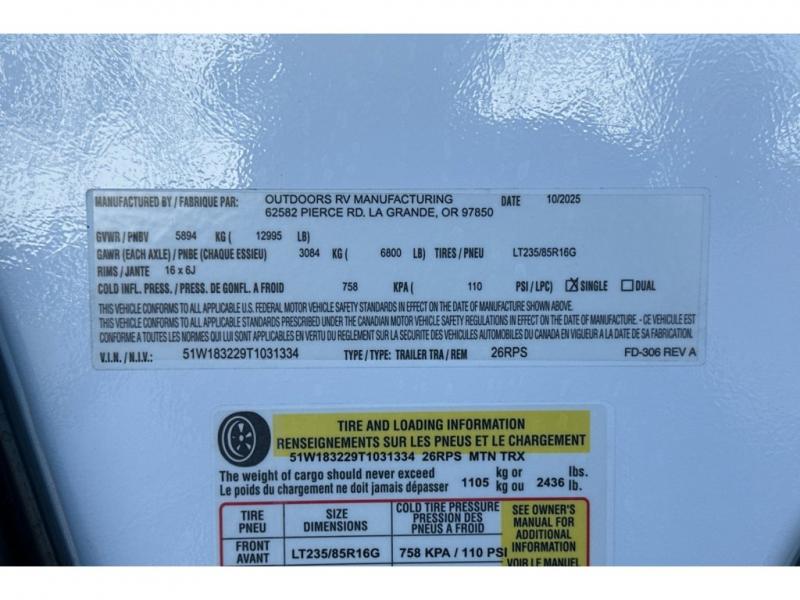 MANUFACTURED BY / FABRIQUE PAR: OUTDOORS RV MANUFACTURING DATE 10/2025
62582 PIERCE RD. LA GRANDE, OR 97850
GVWR / PNBV 5894 KG ( 12995 LB)
GAWR (EACH AXLE) / PNBE (CHAQUE ESSIEU) 3084 KG ( 6800 LB) TIRES / PNEU LT235/85R16G
RIMS / JANTE 16 x 6J
COLD INFL. PRESS. / PRESS. DE GONFL. A FROID 758 KPA ( 110 PSI / LPC) X SINGLE DUAL
THIS VEHICLE CONFORMS TO ALL APPLICABLE U.S. FEDERAL MOTOR VEHICLE SAFETY STANDARDS IN EFFECT ON THE DATE OF MANUFACTURE SHOWN ABOVE.
THIS VEHICLE CONFORMS TO ALL APPLICABLE STANDARDS PRESCRIBED UNDER THE CANADIAN MOTOR VEHICLE SAFETY REGULATIONS IN EFFECT ON THE DATE OF MANUFACTURE. - CE VEHICULE EST
CONFORME A TOUTES LES NORMES QUI LUI SONT APPLICABLES EN VERTU DU REGLEMENT SUR LA SECURITE DES VEHICULES AUTOMOBILES DU CANADA EN VIGUEUR A LA DATE DE SA FABRICATION.
V.I.N. / N.I.V.: 51W183229T1031334 TYPE / TYPE: TRAILER TRA / REM 26RPS FD-306 REV A
TIRE AND LOADING INFORMATION
RENSEIGNEMENTS SUR LES PNEUS ET LE CHARGEMENT
51W183229T1031334 26RPS MTN TRX
The weight of cargo should never exceed kg or lbs.
Le poids du chargement ne doit jamais dépasser 1105 kg ou 2436 lb.
TIRE PNEU
SIZE DIMENSIONS
COLD TIRE PRESSURE
PRESSION DES
PNEUS A FROID
SEE OWNER'S
MANUAL FOR
ADDITIONAL
INFORMATION
VOIR LE MANUEL
FRONT AVANT
LT235/85R16G
758 KPA / 110 PSI